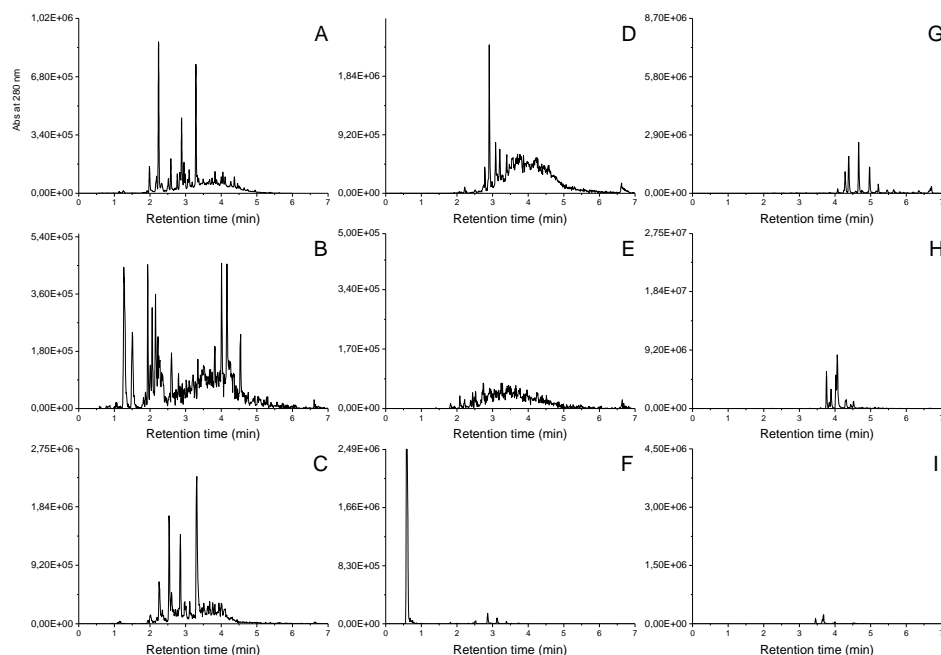 Abs at 280 nm
1,02E+06
6,80E+05
3,40E+05
0,00E+00
A
0 1 2 3 4 5 6 7
Retention time (min)
1,84E+06
9,20E+05
0,00E+00
D
0 1 2 3 4 5 6 7
Retention time (min)
8,70E+06
5,80E+06
2,90E+06
0,00E+00
G
0 1 2 3 4 5 6 7
Retention time (min)
5,40E+05
3,60E+05
1,80E+05
0,00E+00
B
0 1 2 3 4 5 6 7
Retention time (min)
5,00E+05
3,40E+05
1,70E+05
0,00E+00
E
0 1 2 3 4 5 6 7
Retention time (min)
2,75E+07
1,84E+07
9,20E+06
0,00E+00
H
0 1 2 3 4 5 6 7
Retention time (min)
2,75E+06
1,84E+06
9,20E+05
0,00E+00
C
0 1 2 3 4 5 6 7
Retention time (min)
2,49E+06
1,66E+06
8,30E+05
0,00E+00
F
0 1 2 3 4 5 6 7
Retention time (min)
4,50E+06
3,00E+06
1,50E+06
0,00E+00
I
0 1 2 3 4 5 6 7
Retention time (min)